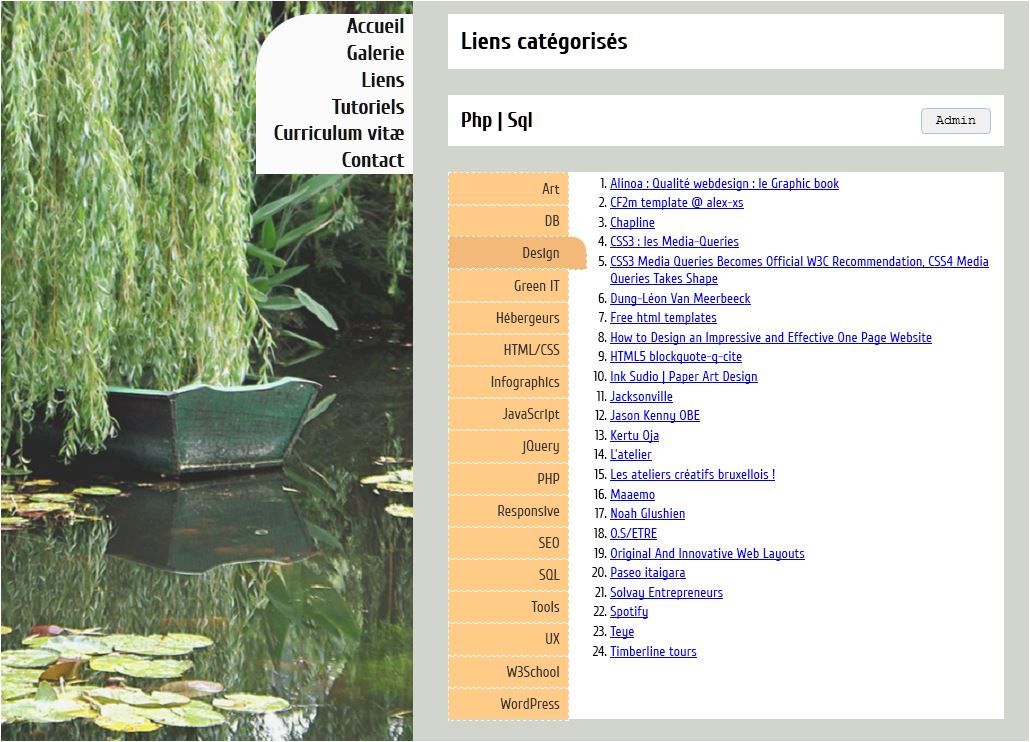 Accueil
Galerie
Liens
Tutoriels
Curriculum vitæ
Contact
Liens catégorisés
Php | Sql
Admin
Art
DB
Design
Green IT
Hébergeurs
HTML/CSS
Infographics
JavaScript
JQuery
PHP
Responsive
SEO
SQL
Tools
UX
W3School
WordPress
1. Alinoa : Qualité webdesign : le Graphic book
2. CF2m template @ alex-xs
3. Chapline
4. CSS3 : les Media-Queries
5. CSS3 Media Queries Becomes Official W3C Recommendation, CSS4 Media
Queries Takes Shape
6. Dung-Léon Van Meerbeeck
7. Free html templates
8. How to Design an Impressive and Effective One Page Website
9. HTML5 blockquote-q-cite
10. Ink Sudio | Paper Art Design
11. Jacksonville
12. Jason Kenny OBE
13. Kertu Oja
14. L'atelier
15. Les ateliers créatifs bruxellois !
16. Maaemo
17. Noah Glushien
18. O.S/ETRE
19. Original And Innovative Web Layouts
20. Paseo itaigara
21. Solvay Entrepreneurs
22. Spotify
23. Teye
24. Timberline tours